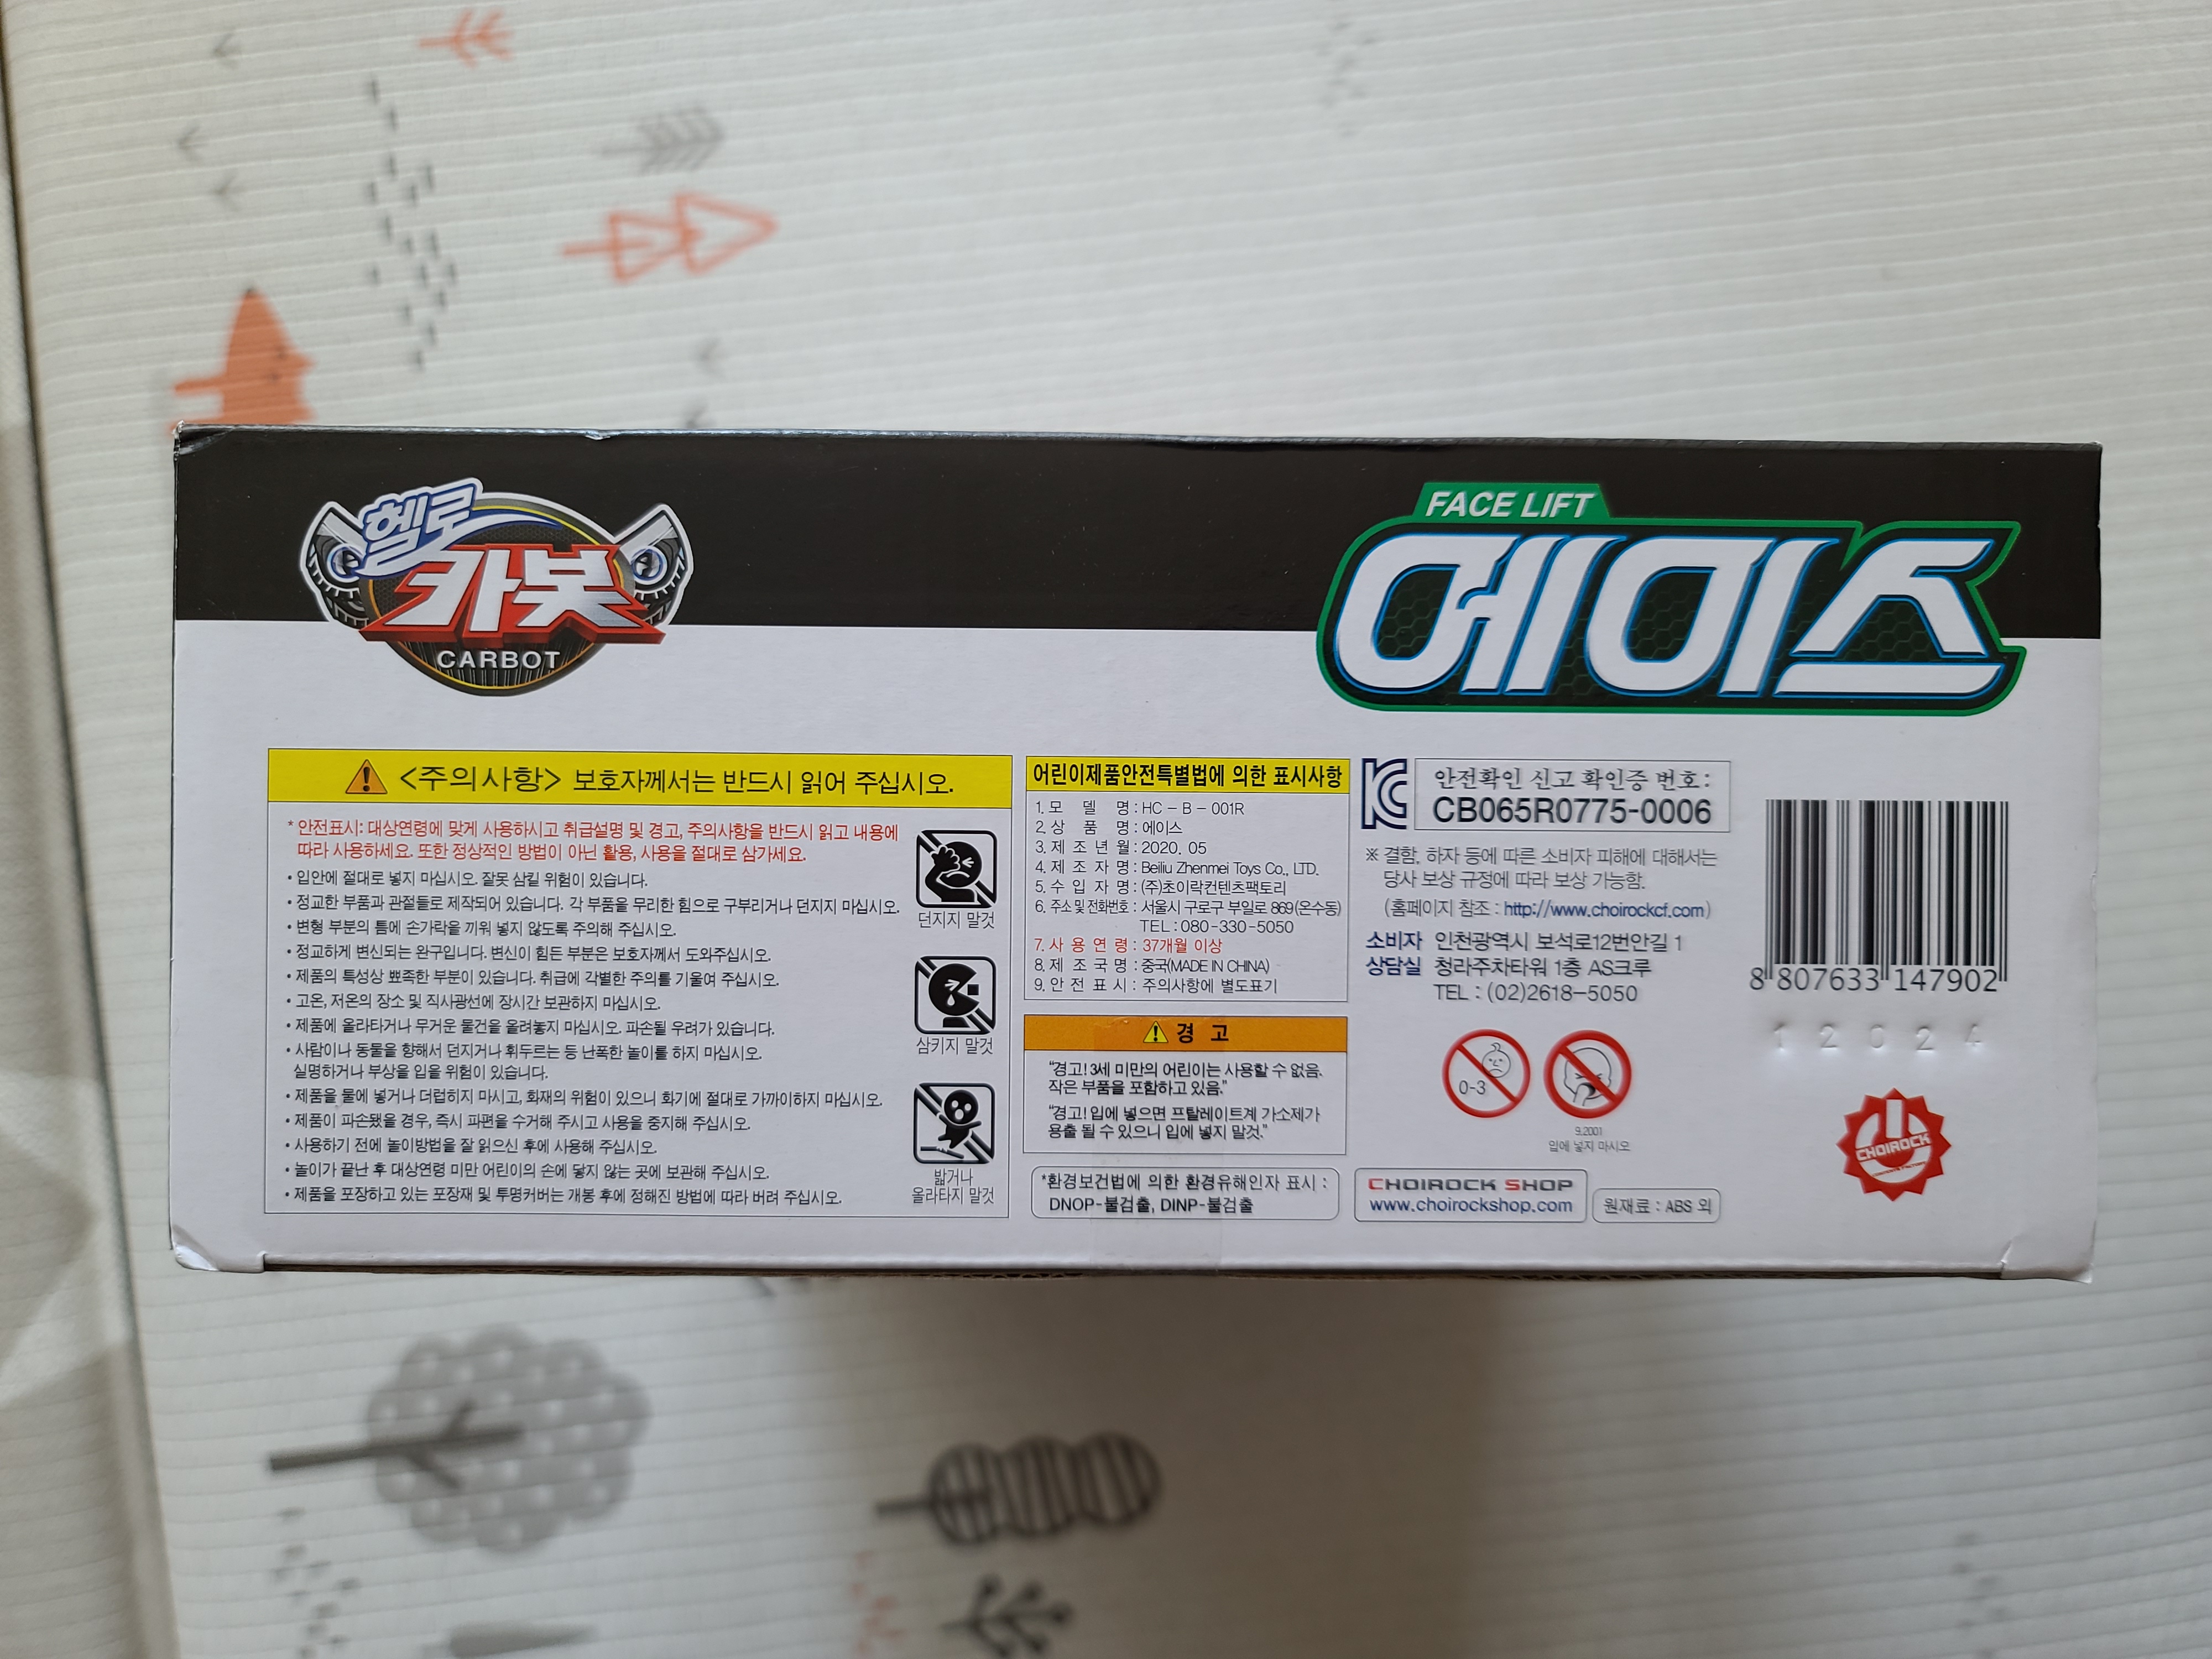 헬로
카봇
CARBOT
FACE LIFT
에이스
<주의사항> 보호자께서는 반드시 읽어 주십시오.
* 안전표시: 대상연령에 맞게 사용하시고 취급설명 및 경고, 주의사항을 반드시 읽고 내용에
따라 사용하세요. 또한 정상적인 방법이 아닌 활용, 사용을 절대로 삼가세요.
• 입안에 절대로 넣지 마십시오. 잘못 삼킬 위험이 있습니다.
• 정교한 부품과 관절들로 제작되어 있습니다. 각 부품을 무리한 힘으로 구부리거나 던지지 마십시오.
• 변형 부분의 틈에 손가락을 끼워 넣지 않도록 주의해 주십시오.
• 정교하게 변신되는 완구입니다. 변신이 힘든 부분은 보호자께서 도와주십시오.
• 제품의 특성상 뾰족한 부분이 있습니다. 취급에 각별한 주의를 기울여 주십시오.
• 고온, 저온의 장소 및 직사광선에 장시간 보관하지 마십시오.
• 제품에 올라타거나 무거운 물건을 올려놓지 마십시오. 파손될 우려가 있습니다.
• 사람이나 동물을 향해서 던지거나 휘두르는 등 난폭한 놀이를 하지 마십시오.
실명하거나 부상을 입을 위험이 있습니다.
• 제품을 물에 넣거나 더럽히지 마시고, 화재의 위험이 있으니 화기에 절대로 가까이하지 마십시오.
• 제품이 파손됐을 경우, 즉시 파편을 수거해 주시고 사용을 중지해 주십시오.
• 사용하기 전에 놀이방법을 잘 읽으신 후에 사용해 주십시오.
• 놀이가 끝난 후 대상연령 미만 어린이의 손에 닿지 않는 곳에 보관해 주십시오.
• 제품을 포장하고 있는 포장재 및 투명커버는 개봉 후에 정해진 방법에 따라 버려 주십시오.
던지지 말것
삼키지 말것
밟거나
올라타지 말것
어린이제품안전특별법에 의한 표시사항
1. 모 델 명 : HC - B - 001R
2. 상 품 명 : 에이스
3. 제 조 년 월 : 2020. 05
4. 제 조 자 명 : Beiliu Zhenmei Toys Co., LTD.
5. 수 입 자 명 : (주)초이락컨텐츠팩토리
6. 주소 및 전화번호 : 서울시 구로구 부일로 869(온수동)
TEL : 080-330-5050
7. 사 용 연 령 : 37개월 이상
8. 제 조 국 명 : 중국(MADE IN CHINA)
9. 안 전 표 시 : 주의사항에 별도표기
경 고
"경고! 3세 미만의 어린이는 사용할 수 없음.
작은 부품을 포함하고 있음."
"경고! 입에 넣으면 프탈레이트계 가소제가
용출 될 수 있으니 입에 넣지 말것."
*환경보건법에 의한 환경유해인자 표시 :
DNOP-불검출, DINP-불검출
안전확인 신고 확인증 번호 :
CB065R0775-0006
※ 결함, 하자 등에 따른 소비자 피해에 대해서는
당사 보상 규정에 따라 보상 가능함.
(홈페이지 참조 : http://www.choirockcf.com)
소비자 인천광역시 보석로12번안길 1
상담실 청라주차타워 1층 AS크루
TEL : (02)2618-5050
0-3
9.2001
입에 넣지 마시오
CHOIROCK SHOP
www.choirockshop.com
원재료 : ABS 외
8 807633 147902
1 2 0 2 4
CHOIROCK